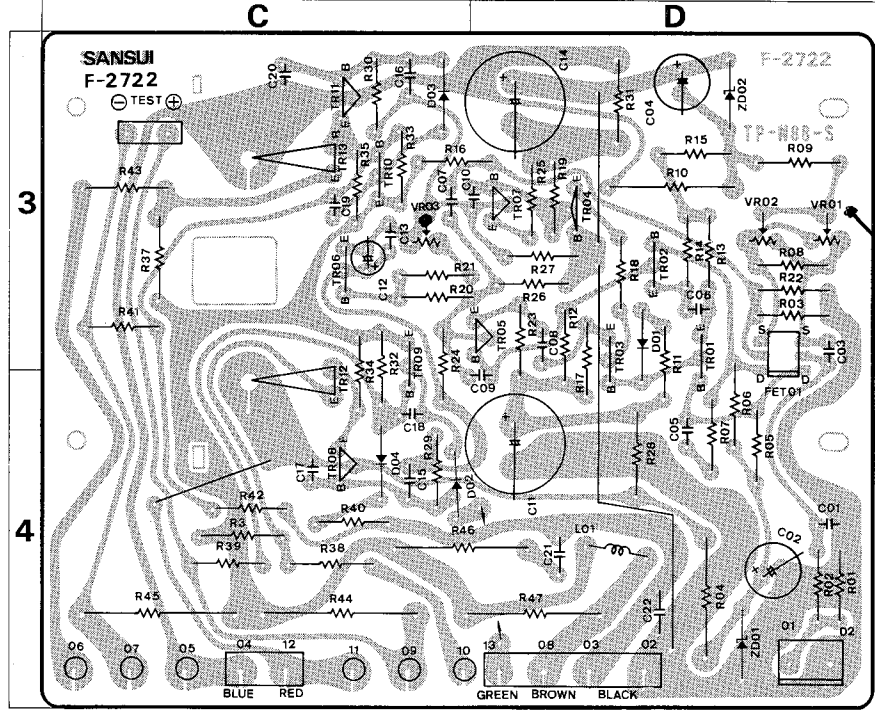 C D
SANSUI
F-2722
⊖ TEST ⊕
F-2722
3
4
C20
TR11
B
R30
C16
D03
C14
R31
C04
ZD02
R43
E
TR13
R35
TR10
R33
R16
C07
C10
TR07
R25
R19
TR04
R15
R10
R09
C19
VR03
C13
TR06
C12
R37
R21
R20
R27
R26
R18
TR02
R14
R13
C06
VR02
VR01
R08
R22
R03
S S
D D
FET01
C03
R41
TR12
R34
R32
TR09
R24
TR05
C09
R23
C08
R12
R17
TR03
D01
R11
TR01
C18
C17
TR08
D04
C15
R29
D02
C11
R28
C05
R07
R06
R05
R42
R3
R39
R40
R38
R46
C21
L01
C02
C01
R02
R01
R04
R45
R44
R47
C22
ZD01
01
02
06
07
05
04
12
11
09
10
13
08
03
02
BLUE RED GREEN BROWN BLACK